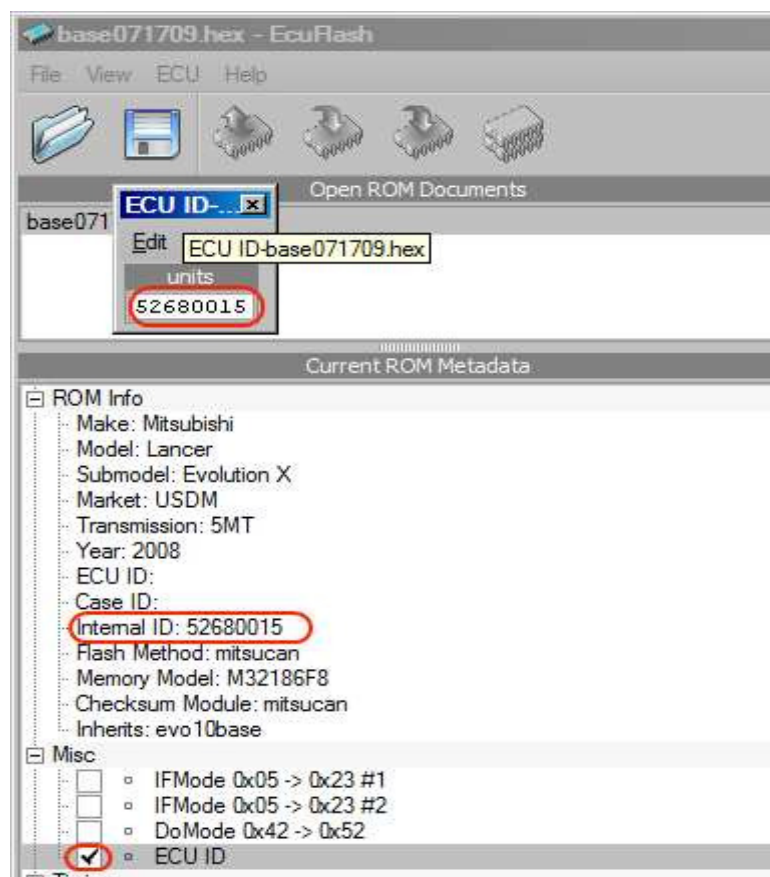 base071709.hex - EcuFlash
File View ECU Help
Open ROM Documents
ECU ID-...
base071
Edit
ECU ID-base071709.hex
units
52680015
Current ROM Metadata
ROM Info
Make: Mitsubishi
Model: Lancer
Submodel: Evolution X
Market: USDM
Transmission: 5MT
Year: 2008
ECU ID:
Case ID:
Internal ID: 52680015
Flash Method: mitsucan
Memory Model: M32186F8
Checksum Module: mitsucan
Inherits: evo10base
Misc
IFMode 0x05 -> 0x23 #1
IFMode 0x05 -> 0x23 #2
DoMode 0x42 -> 0x52
ECU ID